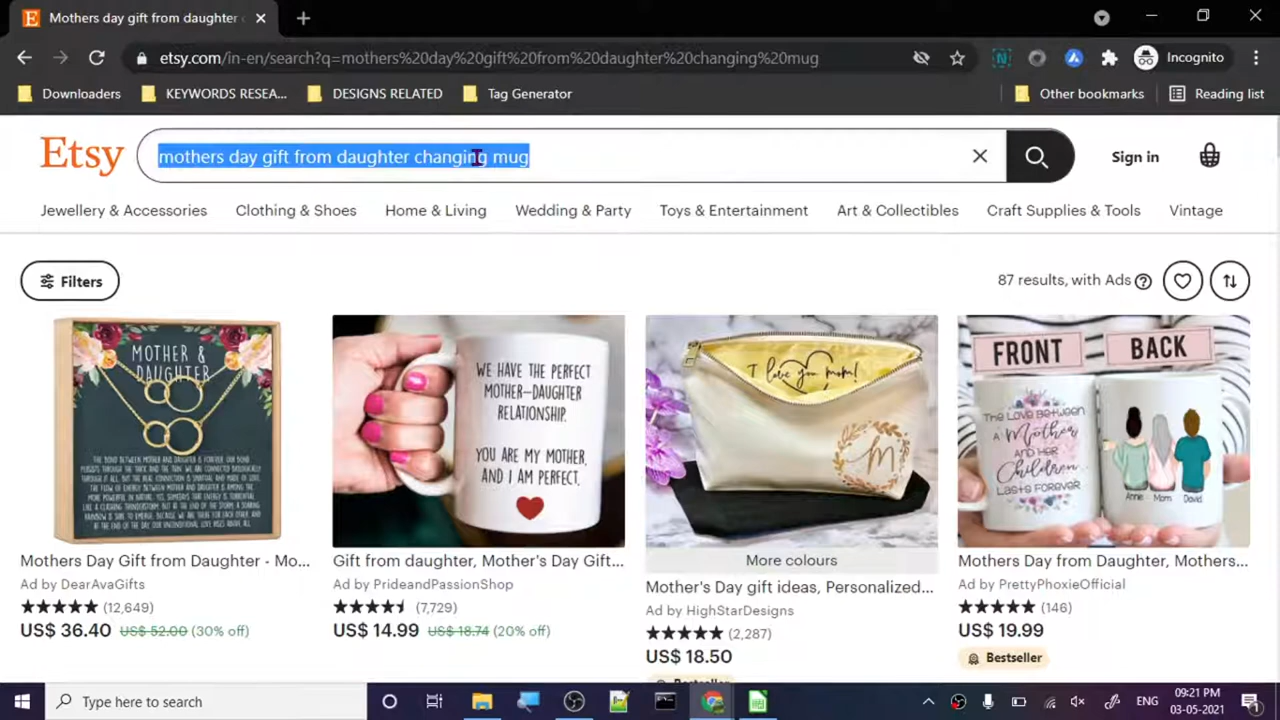 Mothers day gift from daughter
etsy.com/in-en/search?q=mothers%20day%20gift%20from%20daughter%20changing%20mug
Incognito
Downloaders
KEYWORDS RESEA...
DESIGNS RELATED
Tag Generator
Other bookmarks
Reading list
Etsy
mothers day gift from daughter changing mug
Sign in
Jewellery & Accessories
Clothing & Shoes
Home & Living
Wedding & Party
Toys & Entertainment
Art & Collectibles
Craft Supplies & Tools
Vintage
Filters
87 results, with Ads
MOTHER &
DAUGHTER
WE HAVE THE PERFECT
MOTHER-DAUGHTER
RELATIONSHIP.
YOU ARE MY MOTHER,
AND I AM PERFECT.
I love you mom!
M
More colours
FRONT
BACK
The Love Between
A Mother
And Her
Children
Lasts Forever
Annie
Mom
David
Mothers Day Gift from Daughter - Mo...
Ad by DearAvaGifts
(12,649)
US$ 36.40 US$ 52.00 (30% off)
Gift from daughter, Mother's Day Gift...
Ad by PrideandPassionShop
(7,729)
US$ 14.99 US$ 18.74 (20% off)
Mother's Day gift ideas, Personalized...
Ad by HighStarDesigns
(2,287)
US$ 18.50
Bestseller
Mothers Day from Daughter, Mothers...
Ad by PrettyPhoxieOfficial
(146)
US$ 19.99
Bestseller
Type here to search
ENG
09:21 PM
03-05-2021